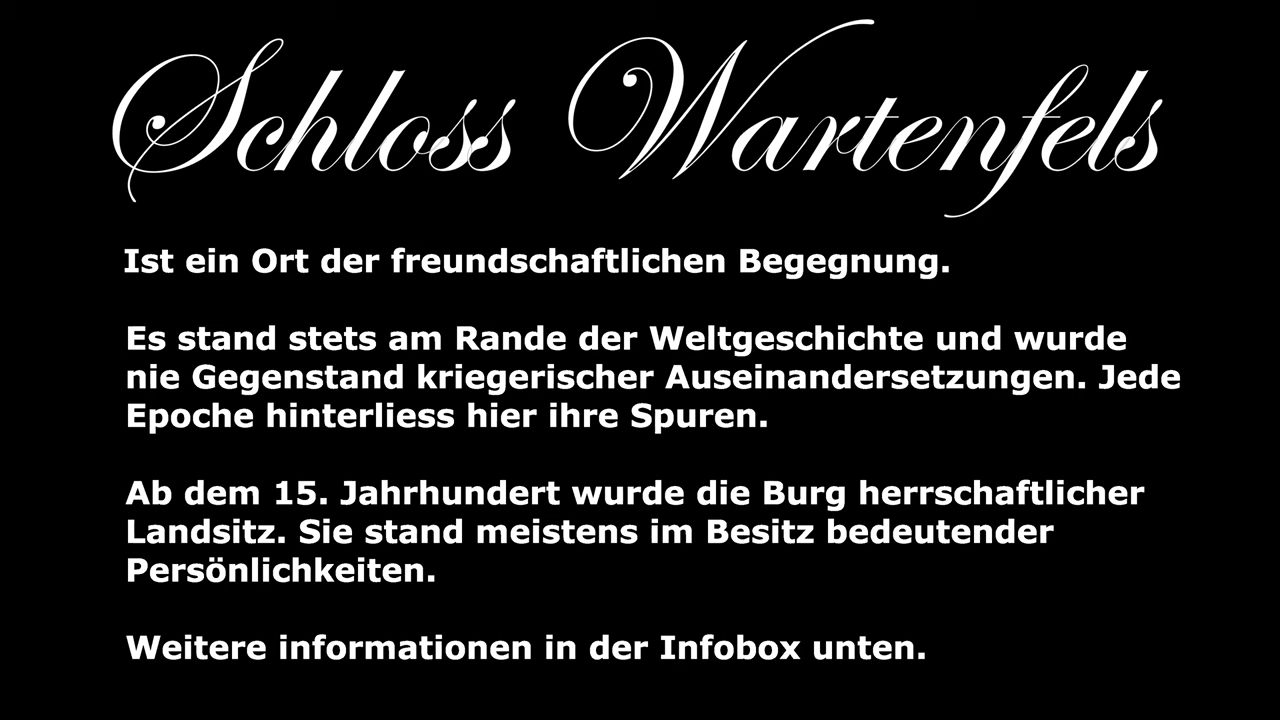 Schloss Wartenfels
Ist ein Ort der freundschaftlichen Begegnung.
Es stand stets am Rande der Weltgeschichte und wurde
nie Gegenstand kriegerischer Auseinandersetzungen. Jede
Epoche hinterliess hier ihre Spuren.
Ab dem 15. Jahrhundert wurde die Burg herrschaftlicher
Landsitz. Sie stand meistens im Besitz bedeutender
Persönlichkeiten.
Weitere informationen in der Infobox unten.